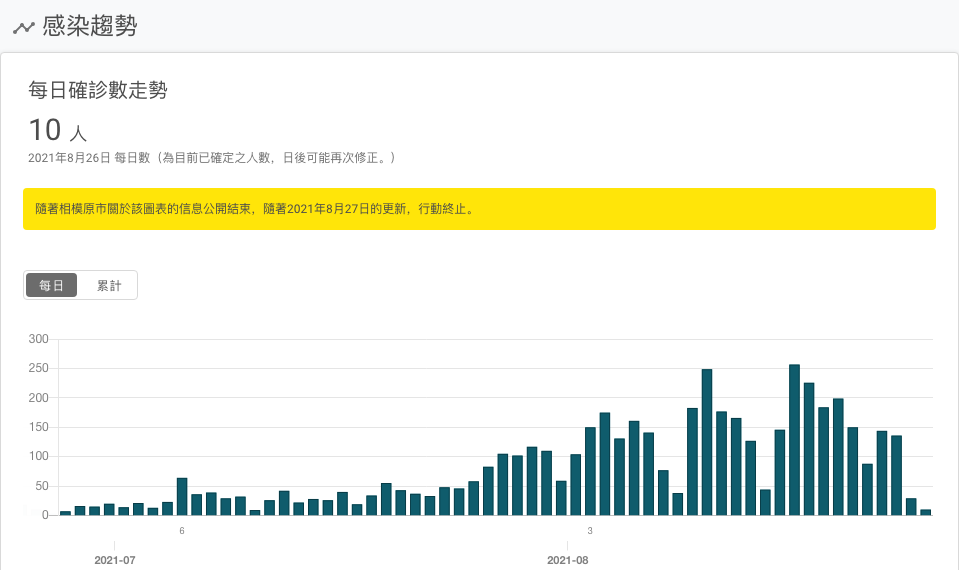 感染趨勢
每日確診數走勢
10 人
2021年8月26日 每日數（為目前已確定之人數，日後可能再次修正。）
隨著相模原市關於該圖表的信息公開結束，隨著2021年8月27日的更新，行動終止。
每日 累計
300
250
200
150
100
50
0
6 3
2021-07 2021-08